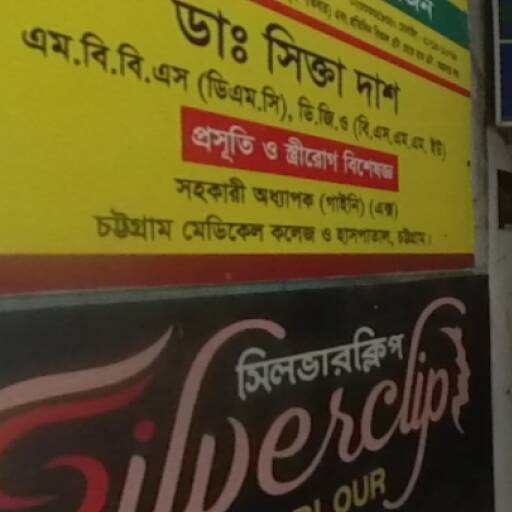 ডাঃ সিক্তা দাশ
এম.বি.বি.এস (ডিএম.সি), ডি.জি.ও (বি.এস.এম.এম. ইউ)
প্রসূতি ও স্ত্রীরোগ বিশেষজ্ঞ
সহকারী অধ্যাপক (গাইনি) (এক্স)
চট্টগ্রাম মেডিকেল কলেজ ও হাসপাতাল, চট্টগ্রাম।
সিলভারক্লিপ
Silverclip